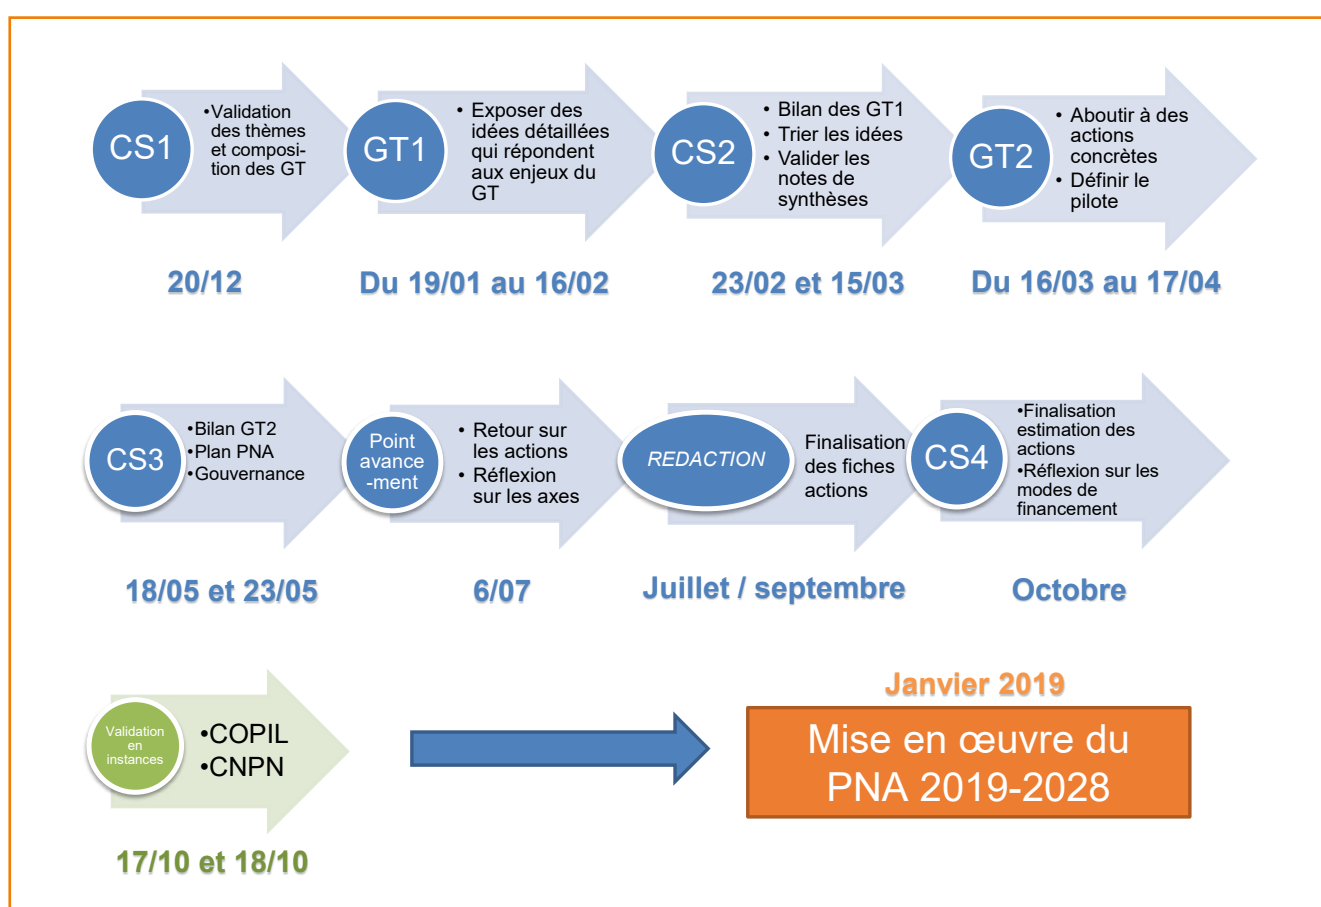 CS1
•Validation
des thèmes
et composi-
tion des GT
20/12
GT1
• Exposer des
idées détaillées
qui répondent
aux enjeux du
GT
Du 19/01 au 16/02
CS2
• Bilan des GT1
• Trier les idées
• Valider les
notes de
synthèses
23/02 et 15/03
GT2
• Aboutir à des
actions
concrètes
• Définir le
pilote
Du 16/03 au 17/04
CS3
•Bilan GT2
•Plan PNA
•Gouvernance
18/05 et 23/05
Point
avance
-ment
• Retour sur
les actions
• Réflexion
sur les axes
6/07
REDACTION
Finalisation
des fiches
actions
Juillet / septembre
CS4
•Finalisation
estimation des
actions
•Réflexion sur les
modes de
financement
Octobre
Validation
en
instances
•COPIL
•CNPN
17/10 et 18/10
Janvier 2019
Mise en œuvre du
PNA 2019-2028